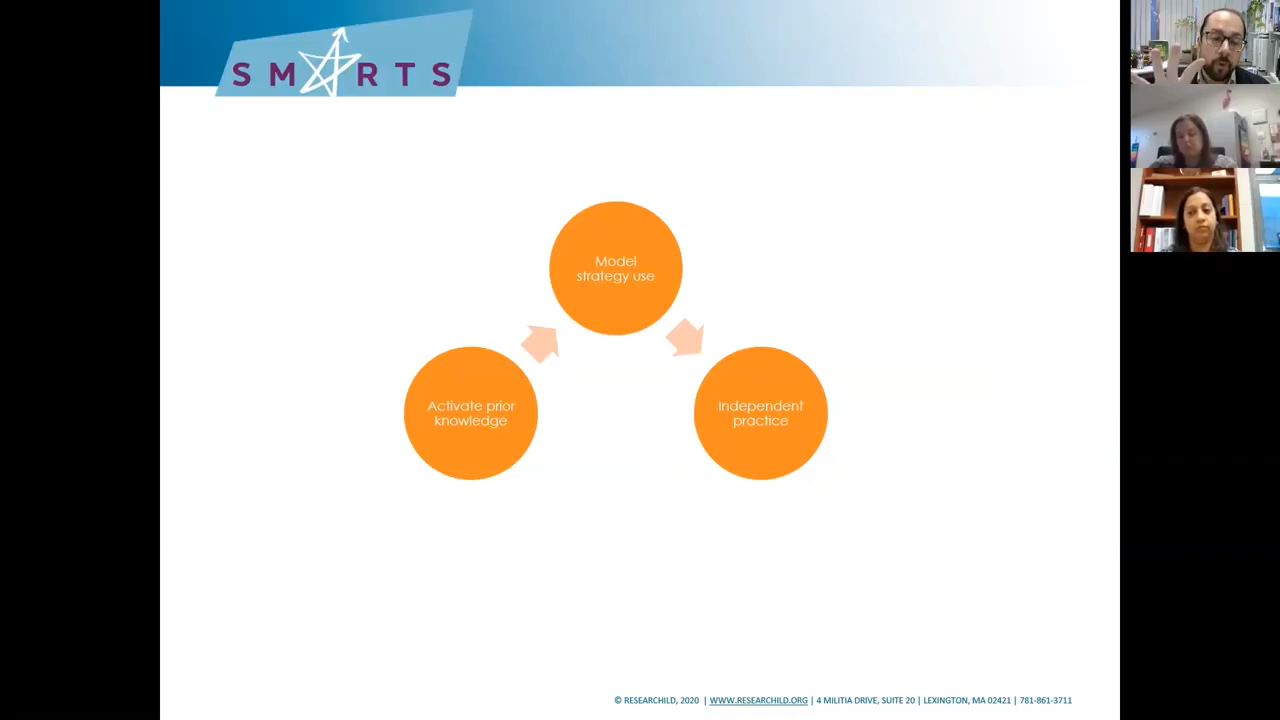 SMARTS
Model
strategy use
Activate prior
knowledge
Independent
practice
© RESEARCHILD, 2020 | WWW.RESEARCHILD.ORG | 4 MILITIA DRIVE, SUITE 20 | LEXINGTON, MA 02421 | 781-861-3711